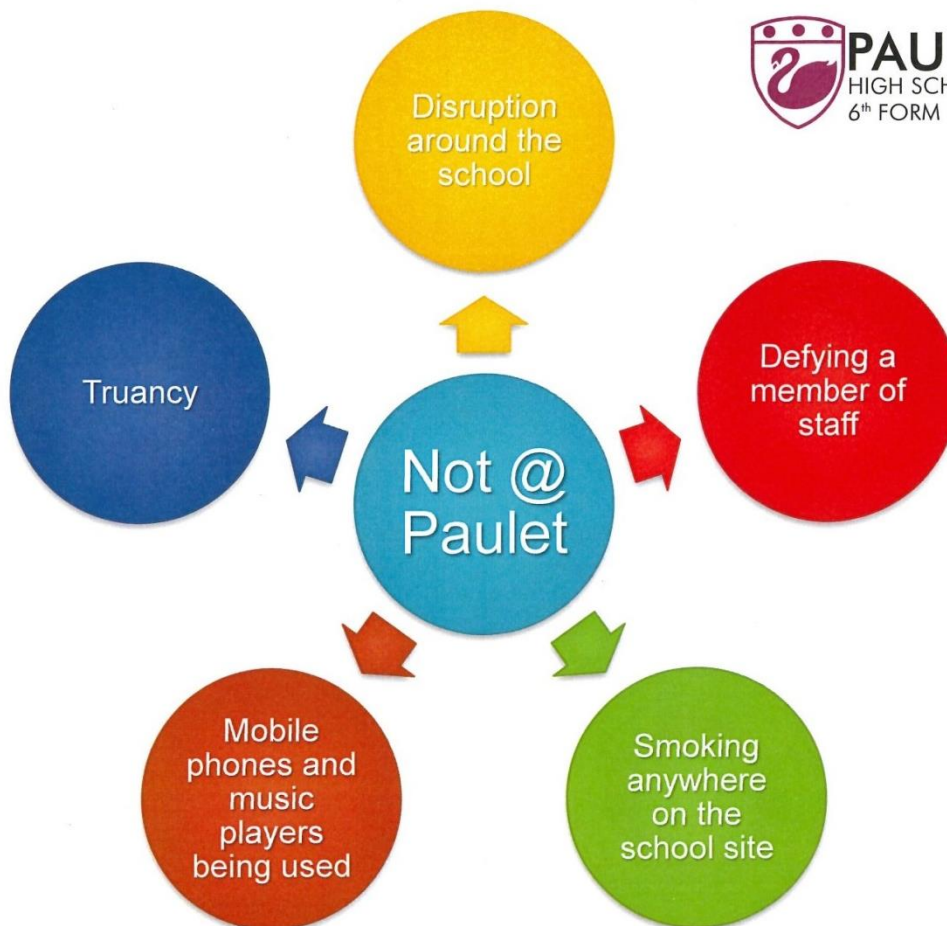 PAU
HIGH SCH
6th FORM
Disruption
around the
school
Truancy
Defying a
member of
staff
Not @
Paulet
Mobile
phones and
music
players
being used
Smoking
anywhere
on the
school site